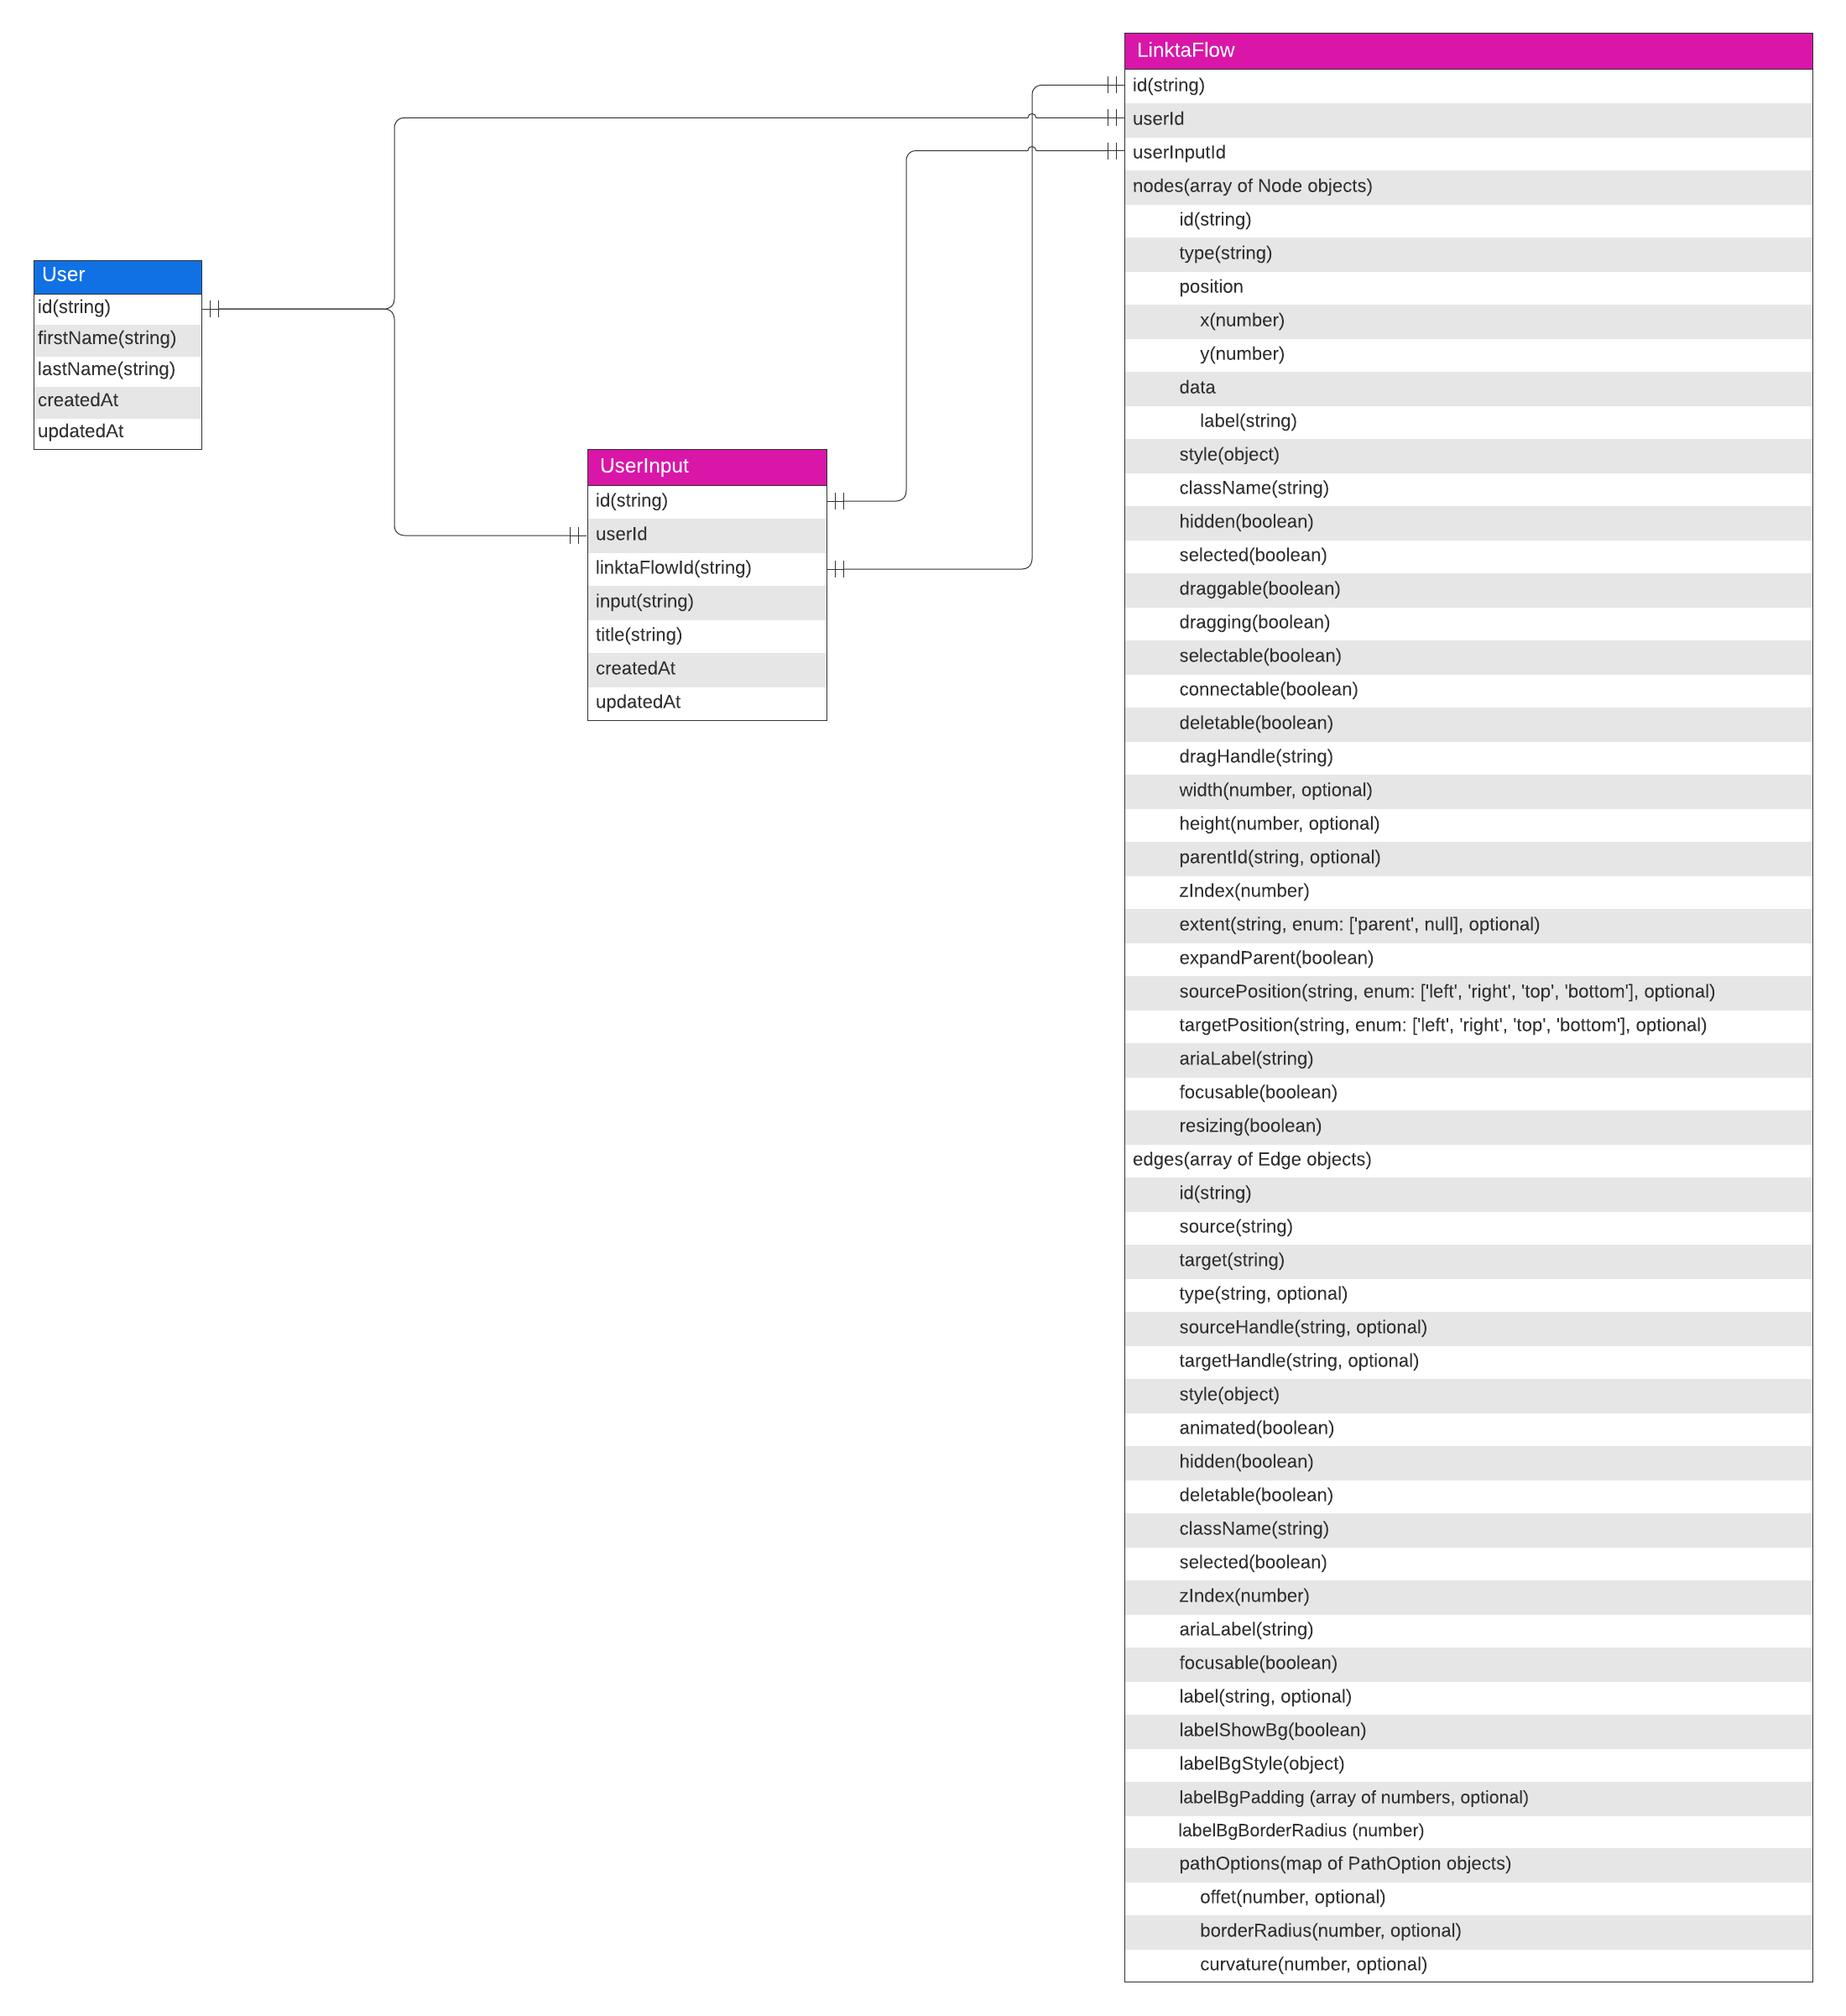 User
id(string)
firstName(string)
lastName(string)
createdAt
updatedAt
UserInput
id(string)
userId
linktaFlowId(string)
input(string)
title(string)
createdAt
updatedAt
LinktaFlow
id(string)
userId
userInputId
nodes(array of Node objects)
id(string)
type(string)
position
x(number)
y(number)
data
label(string)
style(object)
className(string)
hidden(boolean)
selected(boolean)
draggable(boolean)
dragging(boolean)
selectable(boolean)
connectable(boolean)
deletable(boolean)
dragHandle(string)
width(number, optional)
height(number, optional)
parentId(string, optional)
zIndex(number)
extent(string, enum: ['parent', null], optional)
expandParent(boolean)
sourcePosition(string, enum: ['left', 'right', 'top', 'bottom'], optional)
targetPosition(string, enum: ['left', 'right', 'top', 'bottom'], optional)
ariaLabel(string)
focusable(boolean)
resizing(boolean)
edges(array of Edge objects)
id(string)
source(string)
target(string)
type(string, optional)
sourceHandle(string, optional)
targetHandle(string, optional)
style(object)
animated(boolean)
hidden(boolean)
deletable(boolean)
className(string)
selected(boolean)
zIndex(number)
ariaLabel(string)
focusable(boolean)
label(string, optional)
labelShowBg(boolean)
labelBgStyle(object)
labelBgPadding (array of numbers, optional)
labelBgBorderRadius (number)
pathOptions(map of PathOption objects)
offet(number, optional)
borderRadius(number, optional)
curvature(number, optional)